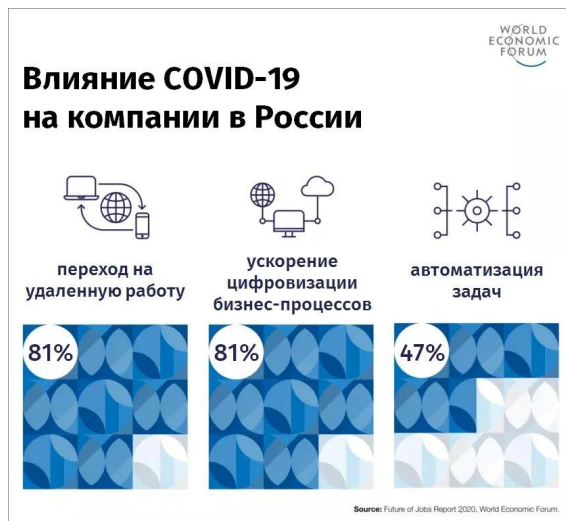 WORLD
ECONOMIC
FORUM
Влияние COVID-19
на компании в России
переход на
удаленную работу
ускорение
цифровизации
бизнес-процессов
автоматизация
задач
81%
81%
47%
Source: Future of Jobs Report 2020, World Economic Forum.